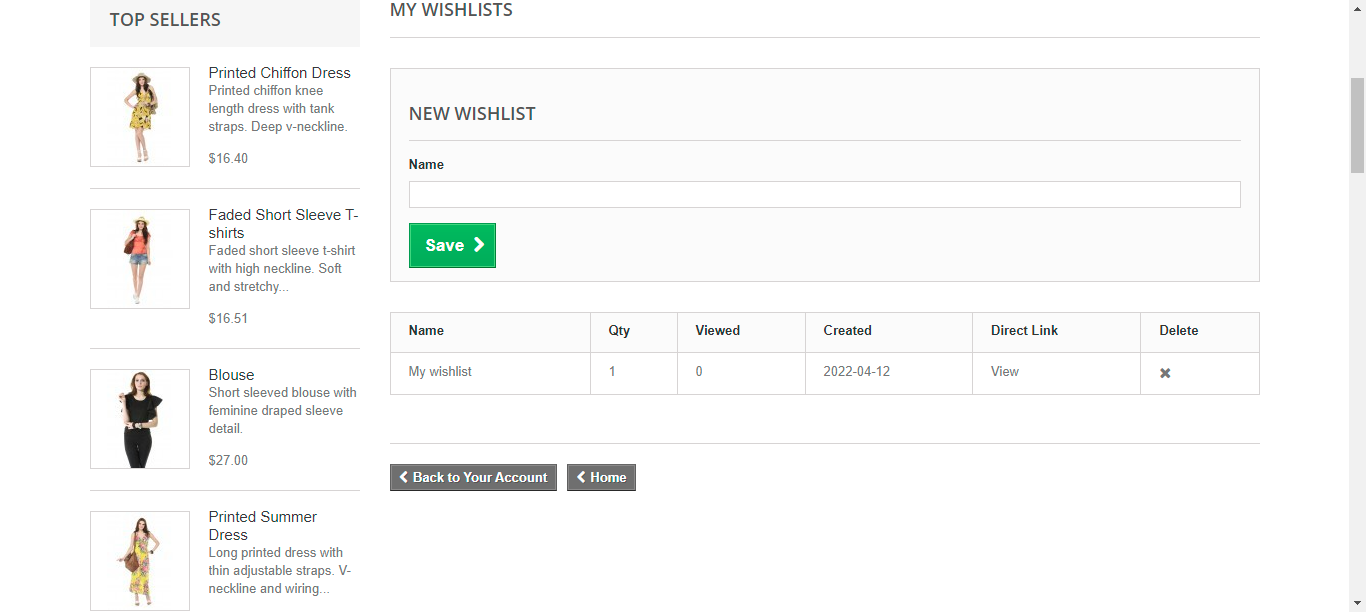 TOP SELLERS
Printed Chiffon Dress
Printed chiffon knee
length dress with tank
straps. Deep v-neckline.
$16.40
Faded Short Sleeve T-
shirts
Faded short sleeve t-shirt
with high neckline. Soft
and stretchy...
$16.51
Blouse
Short sleeved blouse with
feminine draped sleeve
detail.
$27.00
Printed Summer
Dress
Long printed dress with
thin adjustable straps. V-
neckline and wiring...
MY WISHLISTS
NEW WISHLIST
Name
Save
Name Qty Viewed Created Direct Link Delete
My wishlist 1 0 2022-04-12 View
Back to Your Account Home